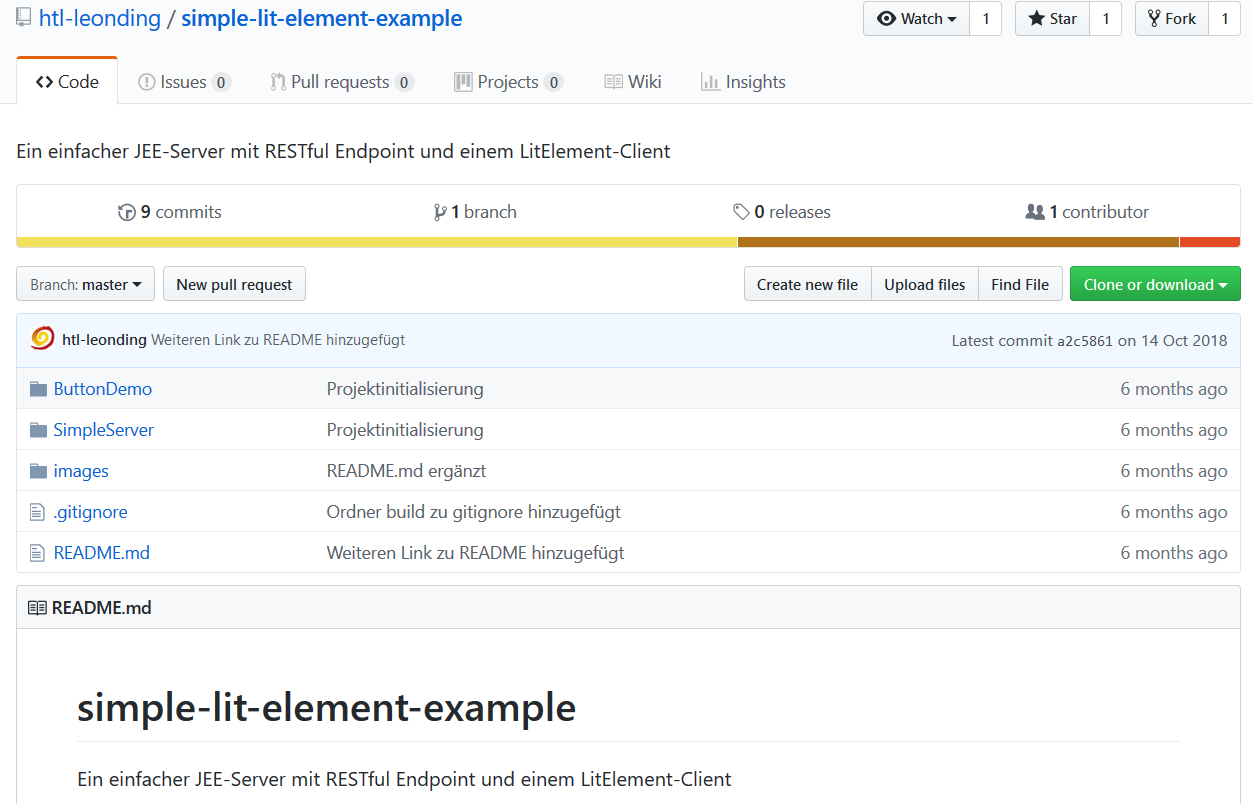 htl-leonding / simple-lit-element-example Watch 1 Star 1 Fork 1
Code Issues 0 Pull requests 0 Projects 0 Wiki Insights
Ein einfacher JEE-Server mit RESTful Endpoint und einem LitElement-Client
9 commits 1 branch 0 releases 1 contributor
Branch: master New pull request Create new file Upload files Find File Clone or download
htl-leonding Weiteren Link zu README hinzugefügt Latest commit a2c5861 on 14 Oct 2018
ButtonDemo Projektinitialisierung 6 months ago
SimpleServer Projektinitialisierung 6 months ago
images README.md ergänzt 6 months ago
.gitignore Ordner build zu gitignore hinzugefügt 6 months ago
README.md Weiteren Link zu README hinzugefügt 6 months ago
README.md
simple-lit-element-example
Ein einfacher JEE-Server mit RESTful Endpoint und einem LitElement-Client